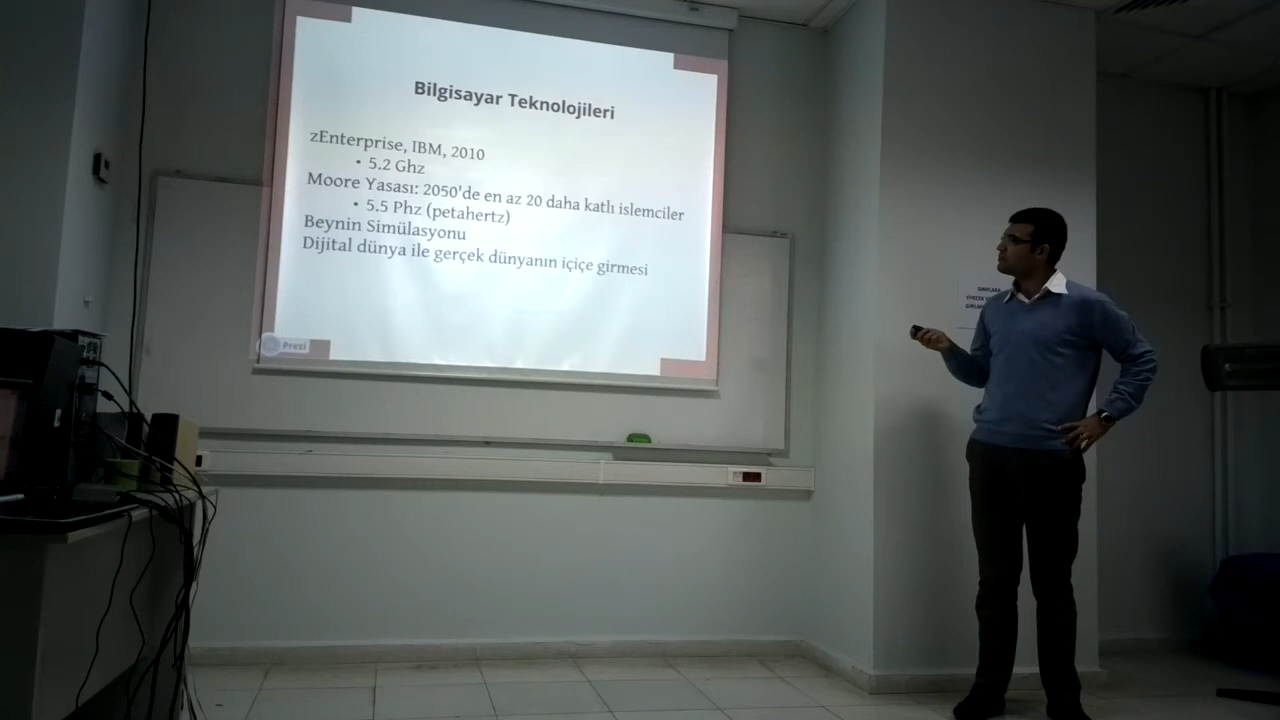 Bilgisayar Teknolojileri
zEnterprise, IBM, 2010
• 5.2 Ghz
Moore Yasası: 2050'de en az 20 daha katlı islemciler
• 5.5 Phz (petahertz)
Beynin Simülasyonu
Dijital dünya ile gerçek dünyanın içiçe girmesi
Prezi
SINIFLARA